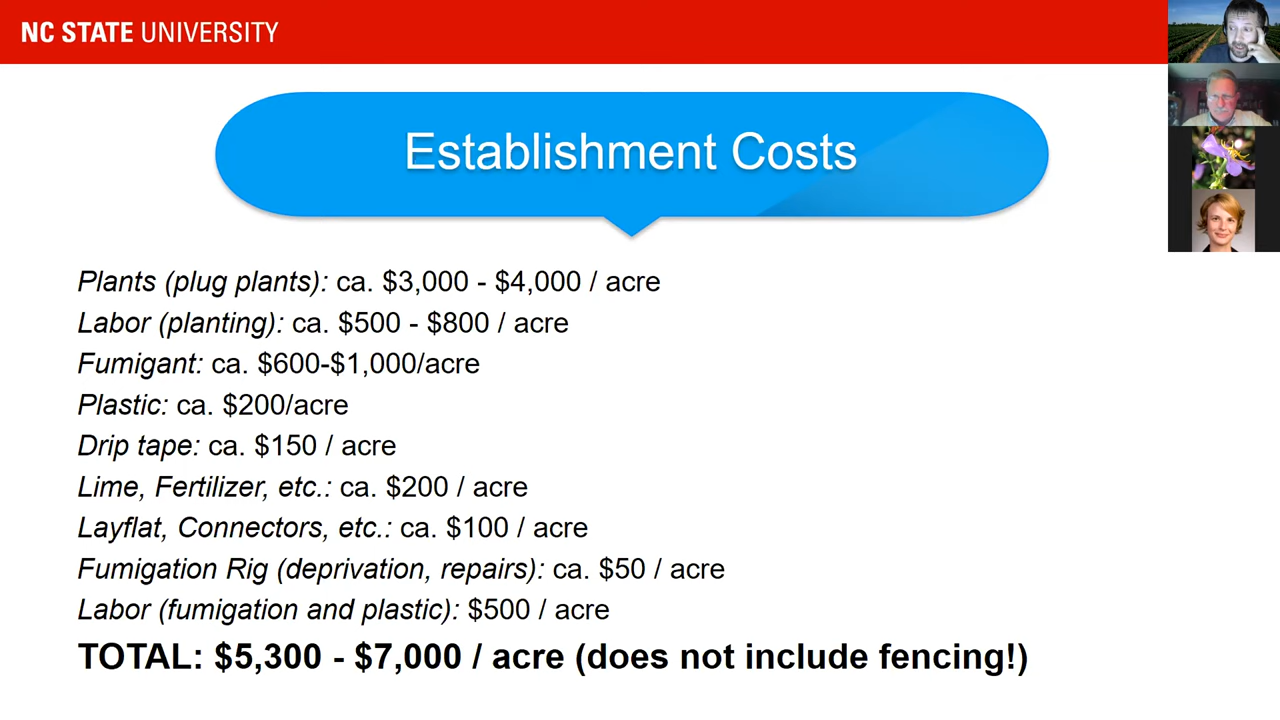 NC STATE UNIVERSITY
Establishment Costs
Plants (plug plants): ca. $3,000 - $4,000 / acre
Labor (planting): ca. $500 - $800 / acre
Fumigant: ca. $600-$1,000/acre
Plastic: ca. $200/acre
Drip tape: ca. $150 / acre
Lime, Fertilizer, etc.: ca. $200 / acre
Layflat, Connectors, etc.: ca. $100 / acre
Fumigation Rig (deprivation, repairs): ca. $50 / acre
Labor (fumigation and plastic): $500 / acre
TOTAL: $5,300 - $7,000 / acre (does not include fencing!)